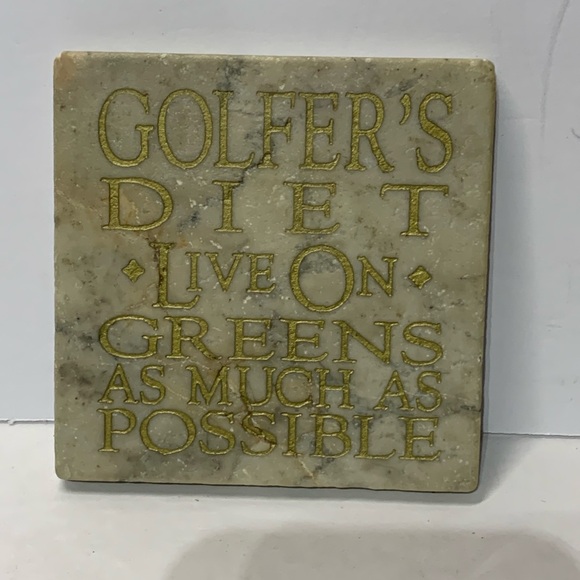 GOLFER'S
DIET
LIVE ON
GREENS
AS MUCH AS
POSSIBLE